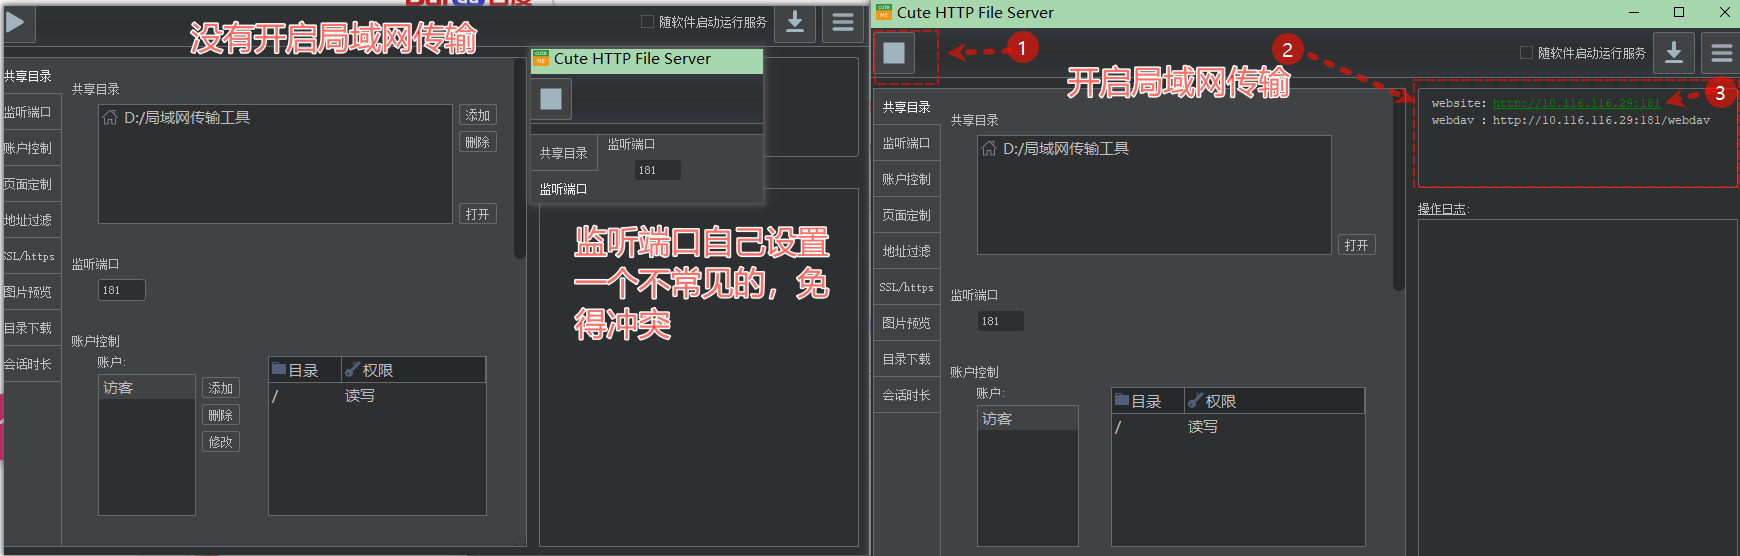 随软件启动运行服务
没有开启局域网传输
共享目录
监听端口
账户控制
页面定制
地址过滤
SSL/https
图片预览
目录下载
会话时长
共享目录
D:/局域网传输工具
添加
删除
打开
监听端口
181
账户控制
账户:
访客
添加
删除
修改
目录
权限
/
读写
cute
ME
Cute HTTP File Server
共享目录
监听端口
监听端口
181
监听端口自己设置
一个不常见的，免
得冲突
cute
ME
Cute HTTP File Server
1
2
随软件启动运行服务
开启局域网传输
共享目录
监听端口
账户控制
页面定制
地址过滤
SSL/https
图片预览
目录下载
会话时长
共享目录
D:/局域网传输工具
打开
监听端口
181
账户控制
账户:
访客
目录
权限
/
读写
website: http://10.116.116.29:181
3
webdav : http://10.116.116.29:181/webdav
操作日志: